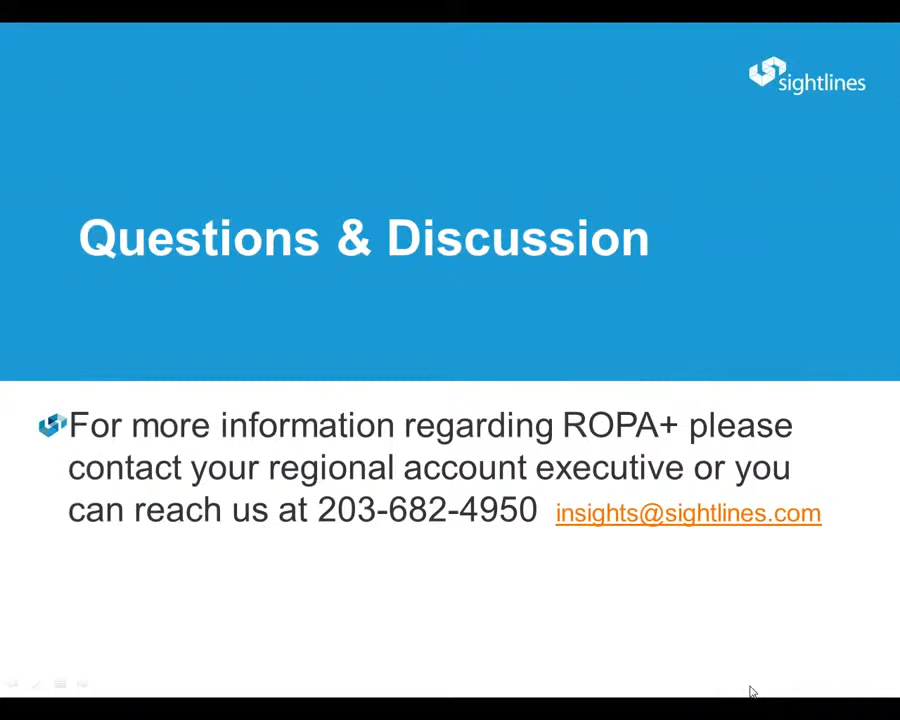 sightlines
Questions & Discussion
For more information regarding ROPA+ please
contact your regional account executive or you
can reach us at 203-682-4950 insights@sightlines.com